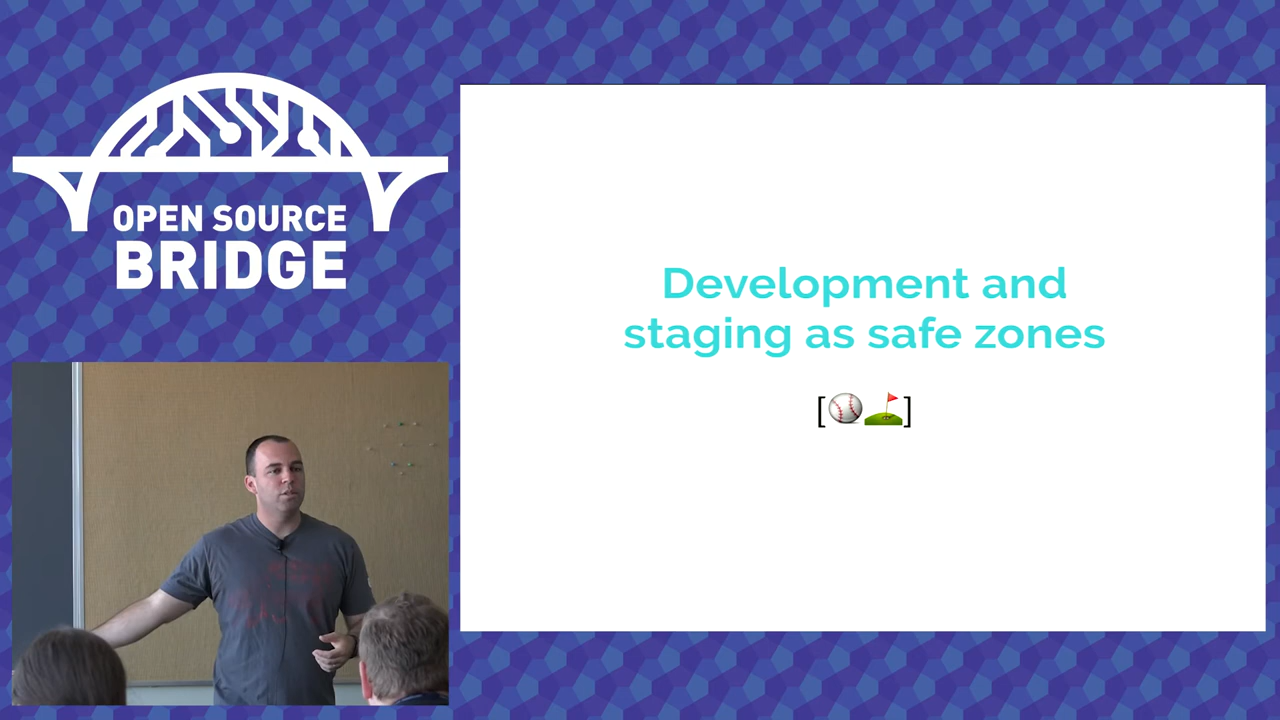 OPEN SOURCE
BRIDGE
Development and
staging as safe zones
[⚾⛳]